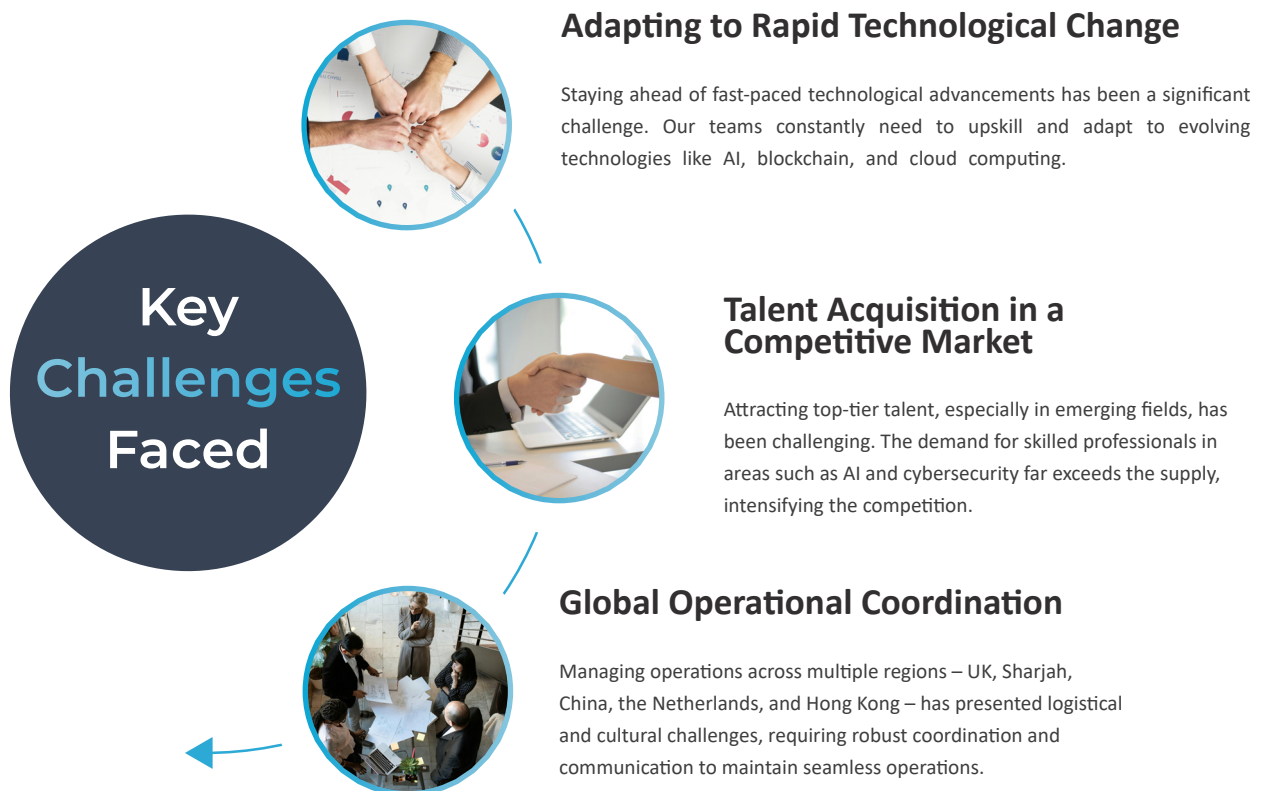 Key
Challenges
Faced
Adapting to Rapid Technological Change
Staying ahead of fast-paced technological advancements has been a significant
challenge. Our teams constantly need to upskill and adapt to evolving
technologies like AI, blockchain, and cloud computing.
Talent Acquisition in a
Competitive Market
Attracting top-tier talent, especially in emerging fields, has
been challenging. The demand for skilled professionals in
areas such as AI and cybersecurity far exceeds the supply,
intensifying the competition.
Global Operational Coordination
Managing operations across multiple regions – UK, Sharjah,
China, the Netherlands, and Hong Kong – has presented logistical
and cultural challenges, requiring robust coordination and
communication to maintain seamless operations.